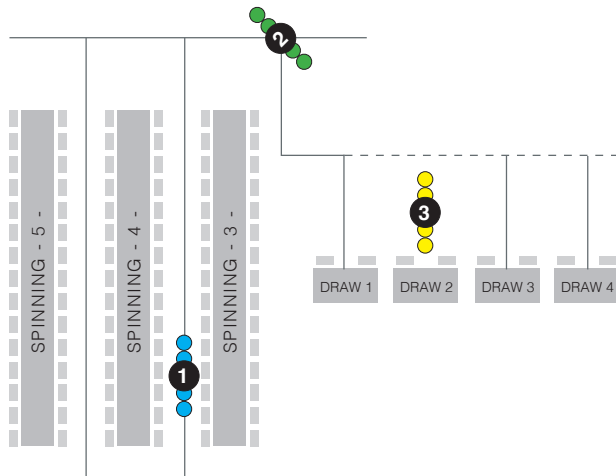 2
SPINNING - 5 -
SPINNING - 4 -
SPINNING - 3 -
3
DRAW 1
DRAW 2
DRAW 3
DRAW 4
1